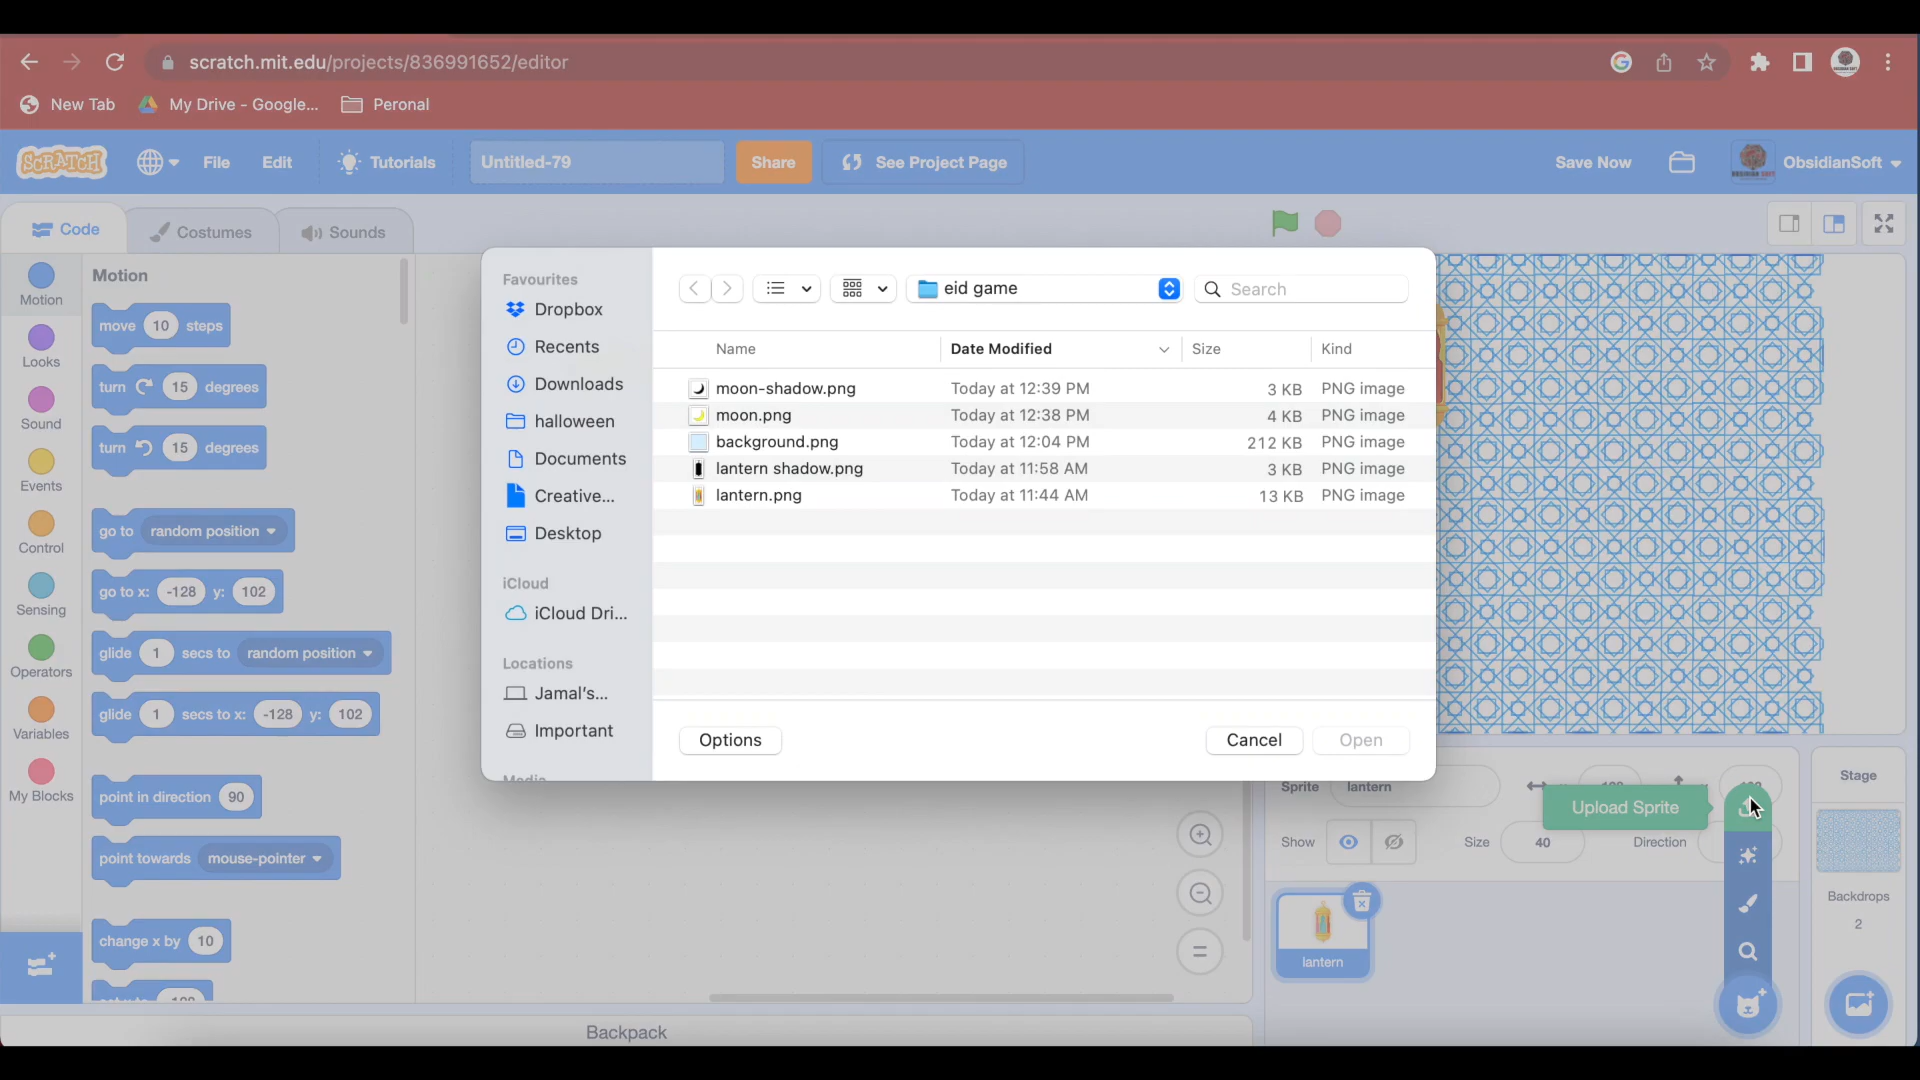 scratch.mit.edu/projects/836991652/editor
New Tab My Drive - Google... Peronal
SCRATCH File Edit Tutorials Untitled-79 Share See Project Page Save Now ObsidianSoft
Code Costumes Sounds
Motion
Looks
Sound
Events
Control
Sensing
Operators
Variables
My Blocks
Motion
move 10 steps
turn 15 degrees
turn 15 degrees
go to random position
go to x: -128 y: 102
glide 1 secs to random position
glide 1 secs to x: -128 y: 102
point in direction 90
point towards mouse-pointer
change x by 10
Favourites
Dropbox
Recents
Downloads
halloween
Documents
Creative...
Desktop
iCloud
iCloud Dri...
Locations
Jamal's...
Important
Media
eid game Search
Name Date Modified Size Kind
moon-shadow.png Today at 12:39 PM 3 KB PNG image
moon.png Today at 12:38 PM 4 KB PNG image
background.png Today at 12:04 PM 212 KB PNG image
lantern shadow.png Today at 11:58 AM 3 KB PNG image
lantern.png Today at 11:44 AM 13 KB PNG image
Options Cancel Open
Sprite lantern
Upload Sprite
Show Size 40 Direction
lantern
Stage
Backdrops
2
Backpack